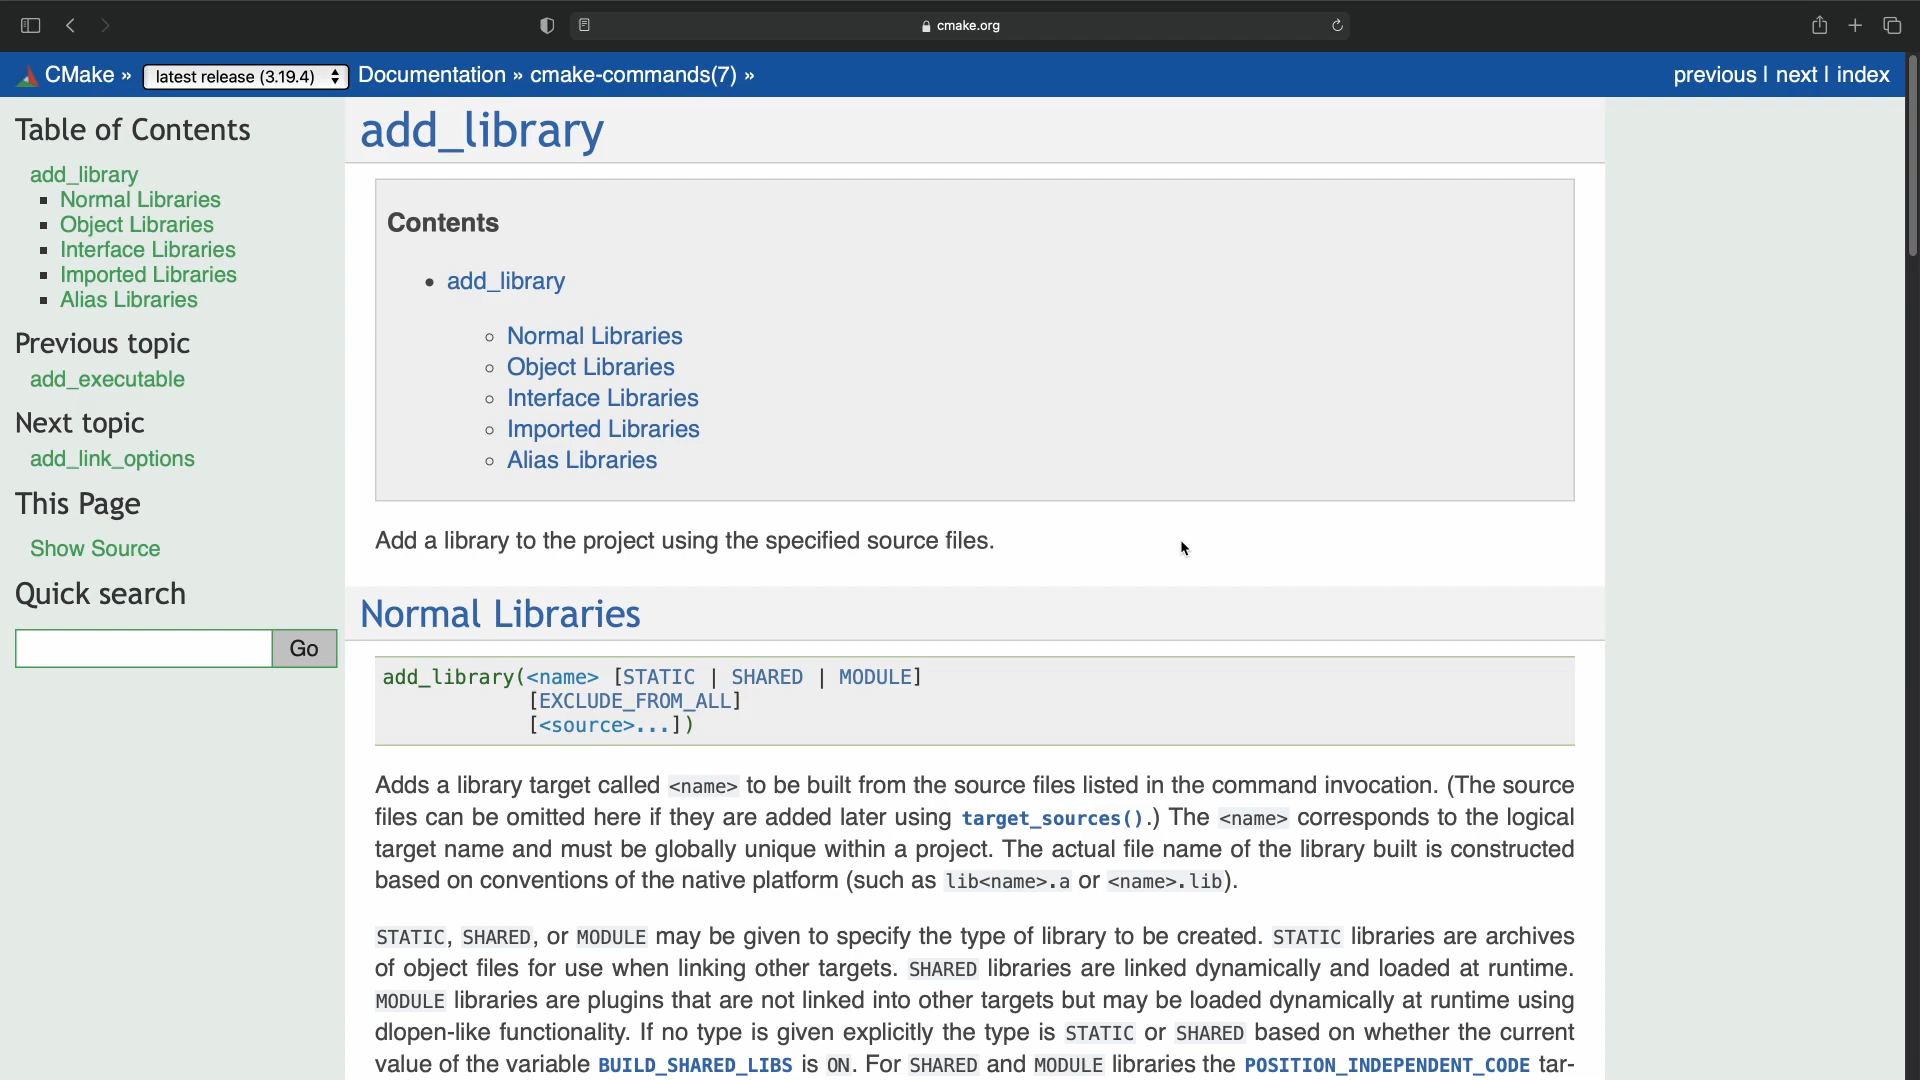 cmake.org
CMake » latest release (3.19.4) Documentation » cmake-commands(7) » previous | next | index
Table of Contents
add_library
Normal Libraries
Object Libraries
Interface Libraries
Imported Libraries
Alias Libraries
Previous topic
add_executable
Next topic
add_link_options
This Page
Show Source
Quick search
Go
add_library
Contents
• add_library
◦ Normal Libraries
◦ Object Libraries
◦ Interface Libraries
◦ Imported Libraries
◦ Alias Libraries
Add a library to the project using the specified source files.
Normal Libraries
add_library(<name> [STATIC | SHARED | MODULE]
[EXCLUDE_FROM_ALL]
[<source>...])
Adds a library target called <name> to be built from the source files listed in the command invocation. (The source
files can be omitted here if they are added later using target_sources().) The <name> corresponds to the logical
target name and must be globally unique within a project. The actual file name of the library built is constructed
based on conventions of the native platform (such as lib<name>.a or <name>.lib).
STATIC, SHARED, or MODULE may be given to specify the type of library to be created. STATIC libraries are archives
of object files for use when linking other targets. SHARED libraries are linked dynamically and loaded at runtime.
MODULE libraries are plugins that are not linked into other targets but may be loaded dynamically at runtime using
dlopen-like functionality. If no type is given explicitly the type is STATIC or SHARED based on whether the current
value of the variable BUILD_SHARED_LIBS is ON. For SHARED and MODULE libraries the POSITION_INDEPENDENT_CODE tar-